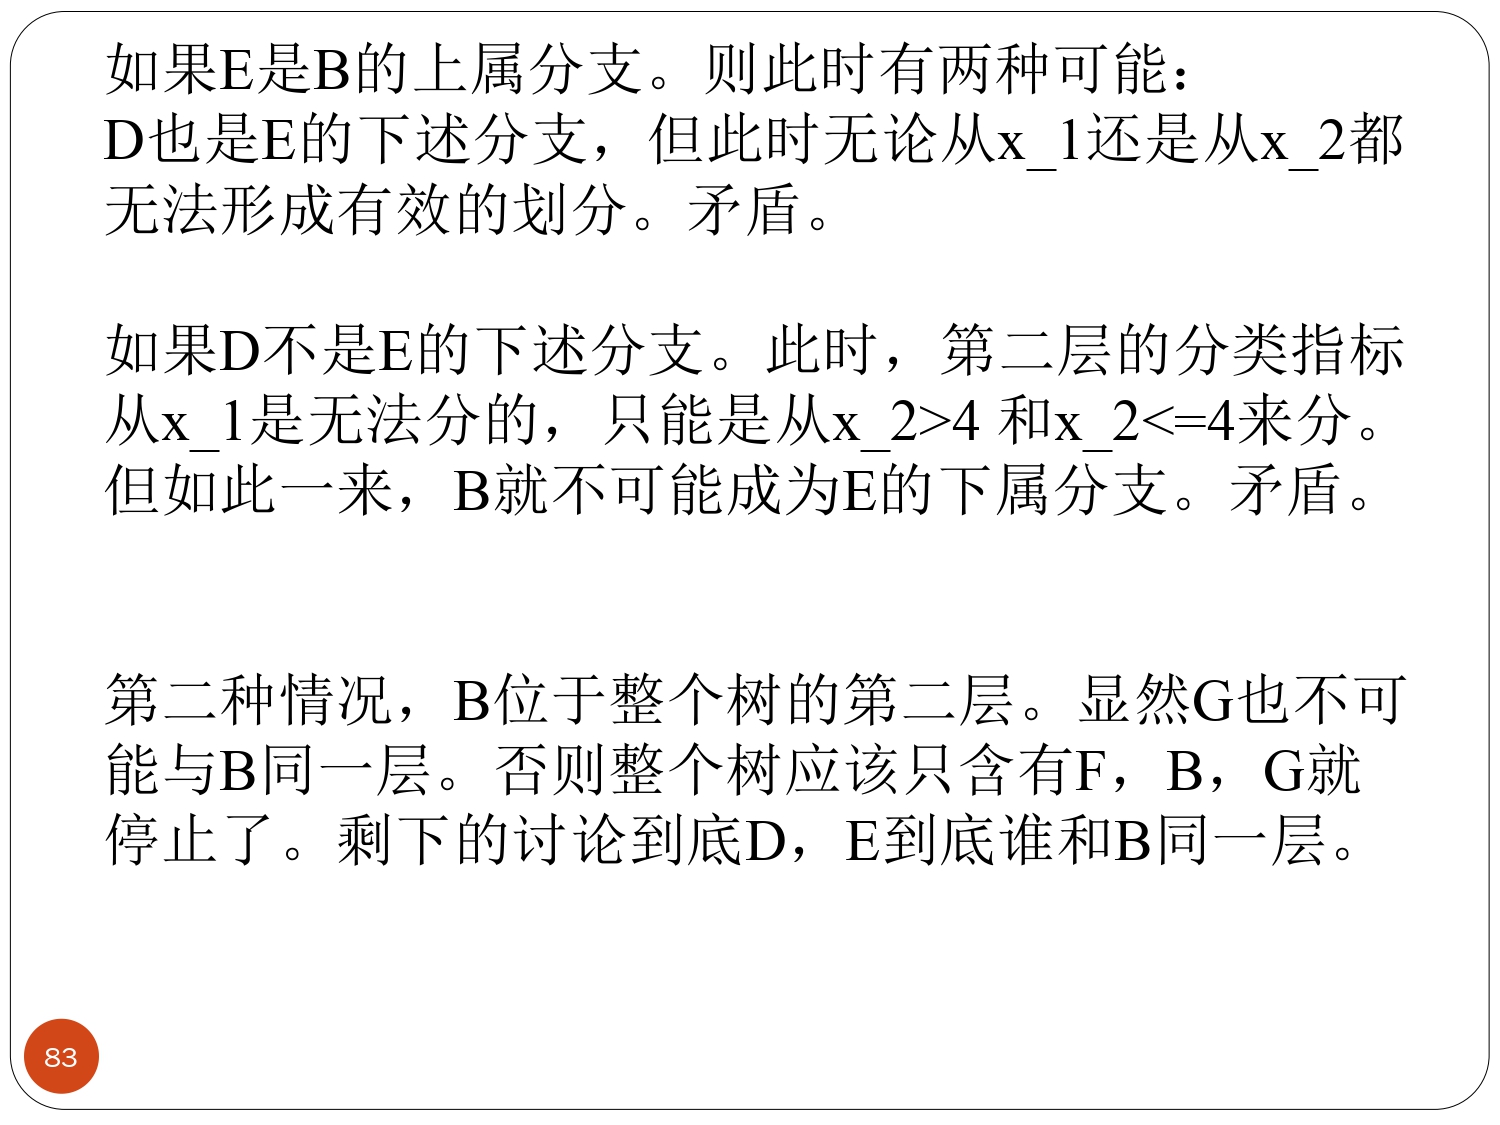 如果E是B的上属分支。则此时有两种可能：
D也是E的下述分支，但此时无论从x_1还是从x_2都
无法形成有效的划分。矛盾。
如果D不是E的下述分支。此时，第二层的分类指标
从x_1是无法分的，只能是从x_2>4 和x_2<=4来分。
但如此一来，B就不可能成为E的下属分支。矛盾。
第二种情况，B位于整个树的第二层。显然G也不可
能与B同一层。否则整个树应该只含有F，B，G就
停止了。剩下的讨论到底D，E到底谁和B同一层。
83